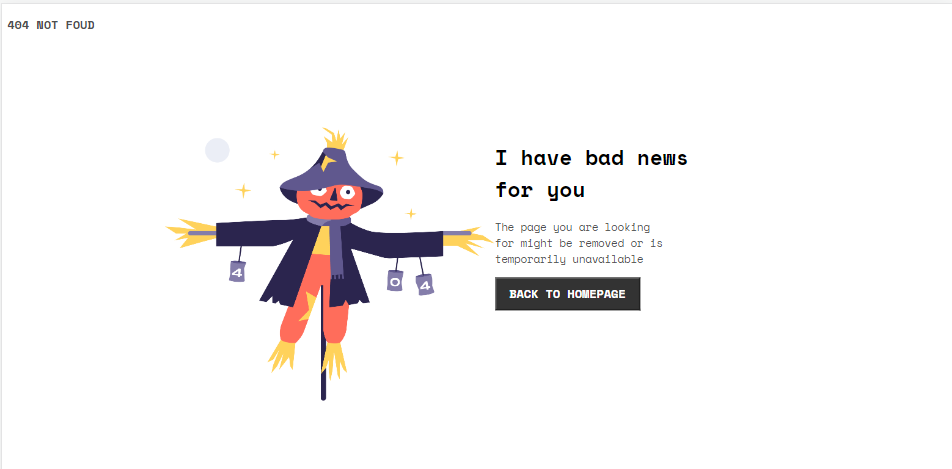 404 NOT FOUD
I have bad news
for you
The page you are looking
for might be removed or is
temporarily unavailable
BACK TO HOMEPAGE
4
0
4